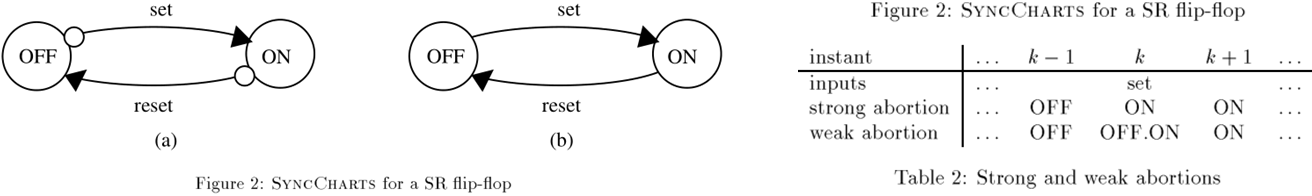 set
OFF
ON
reset
(a)
set
OFF
ON
reset
(b)
Figure 2: SYNCCHARTS for a SR flip-flop
Figure 2: SYNCCHARTS for a SR flip-flop
instant ... k − 1 k k + 1 ...
inputs ... set ...
strong abortion ... OFF ON ON ...
weak abortion ... OFF OFF.ON ON ...
Table 2: Strong and weak abortions